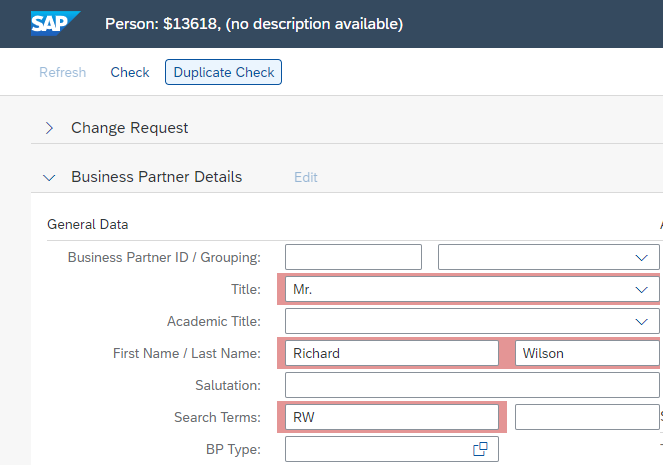 SAP Person: $13618, (no description available)
Refresh Check Duplicate Check
Change Request
Business Partner Details Edit
General Data
Business Partner ID / Grouping:
Title: Mr.
Academic Title:
First Name / Last Name: Richard Wilson
Salutation:
Search Terms: RW
BP Type: